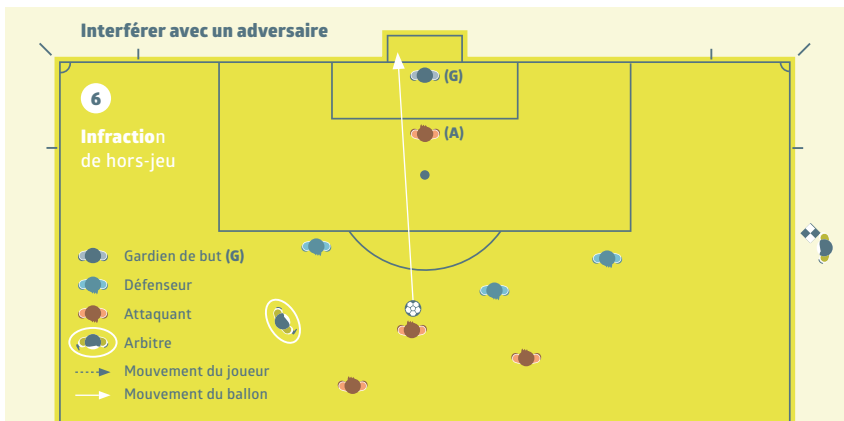 Interférer avec un adversaire
(G)
6
(A)
Infraction
de hors-jeu
Gardien de but (G)
Défenseur
Attaquant
Arbitre
Mouvement du joueur
Mouvement du ballon